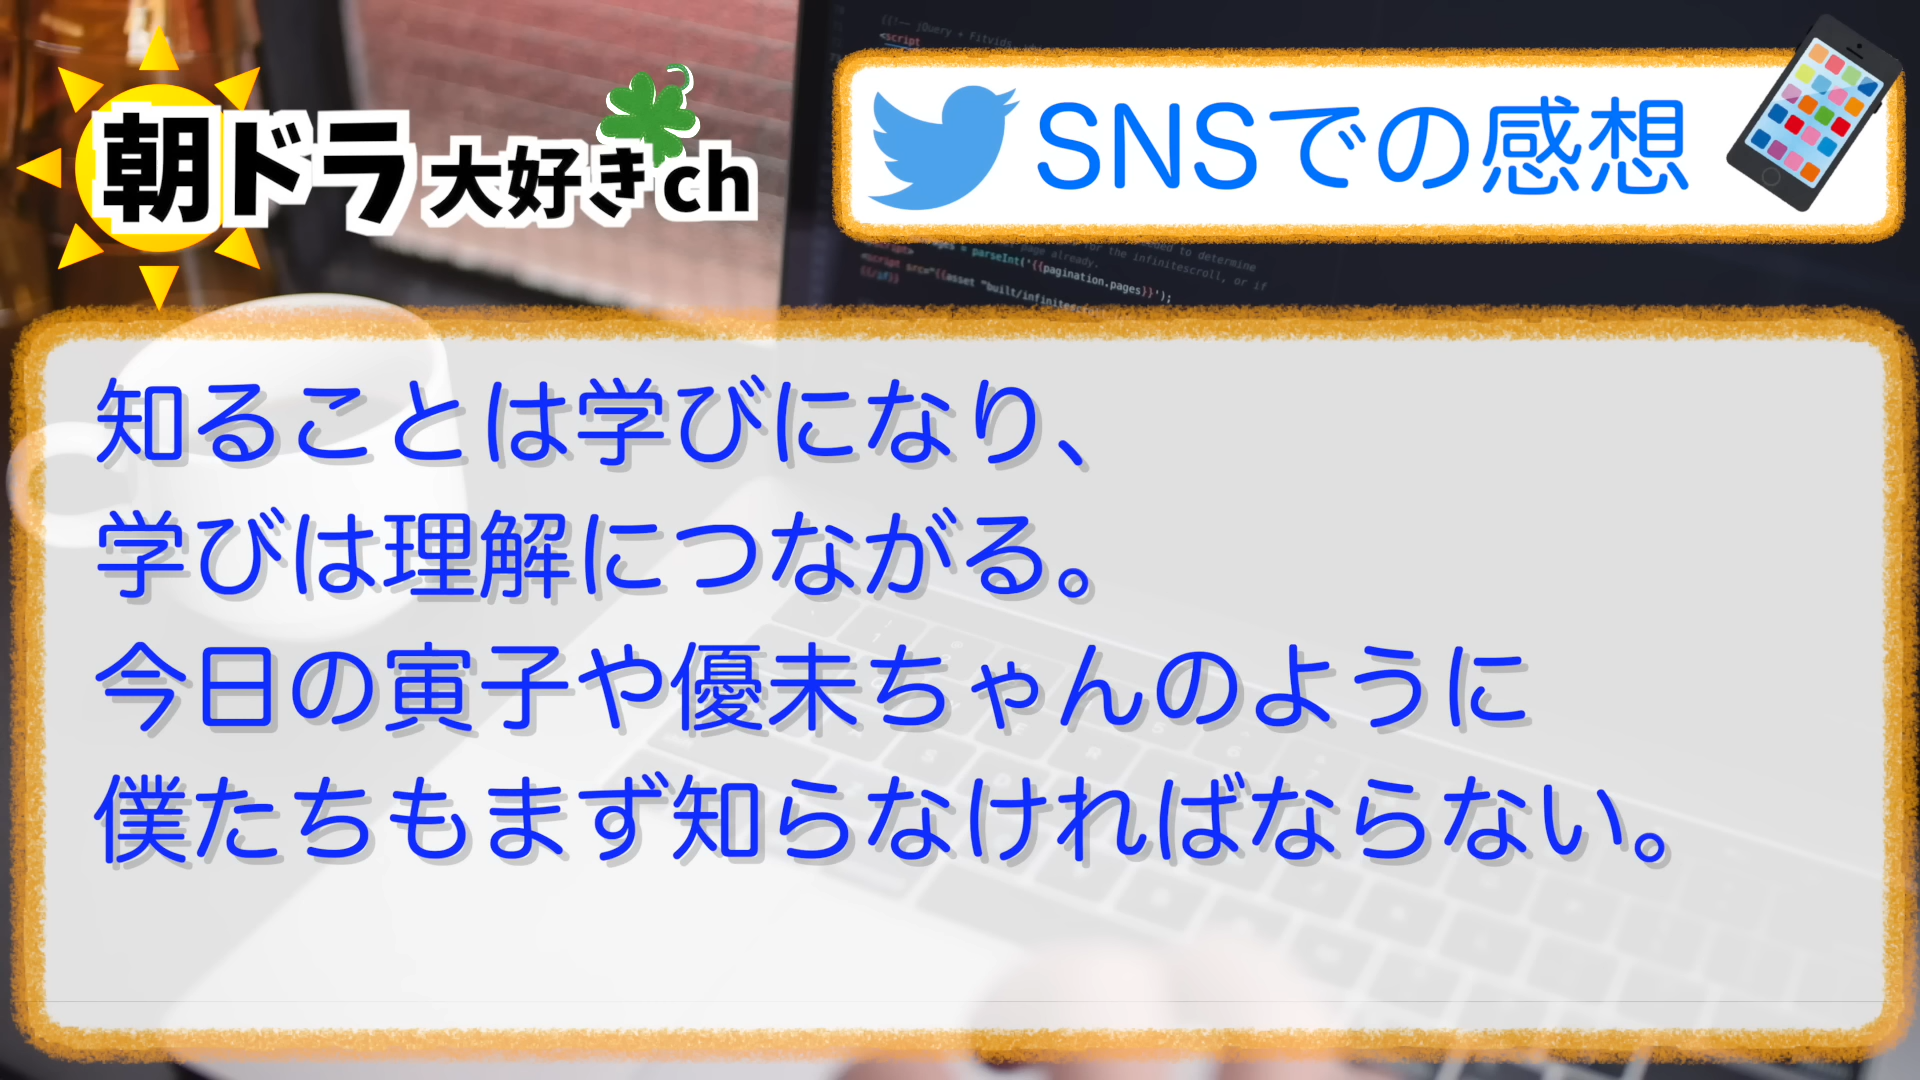 朝ドラ大好きch
SNSでの感想
知ることは学びになり、
学びは理解につながる。
今日の寅子や優未ちゃんのように
僕たちもまず知らなければならない。